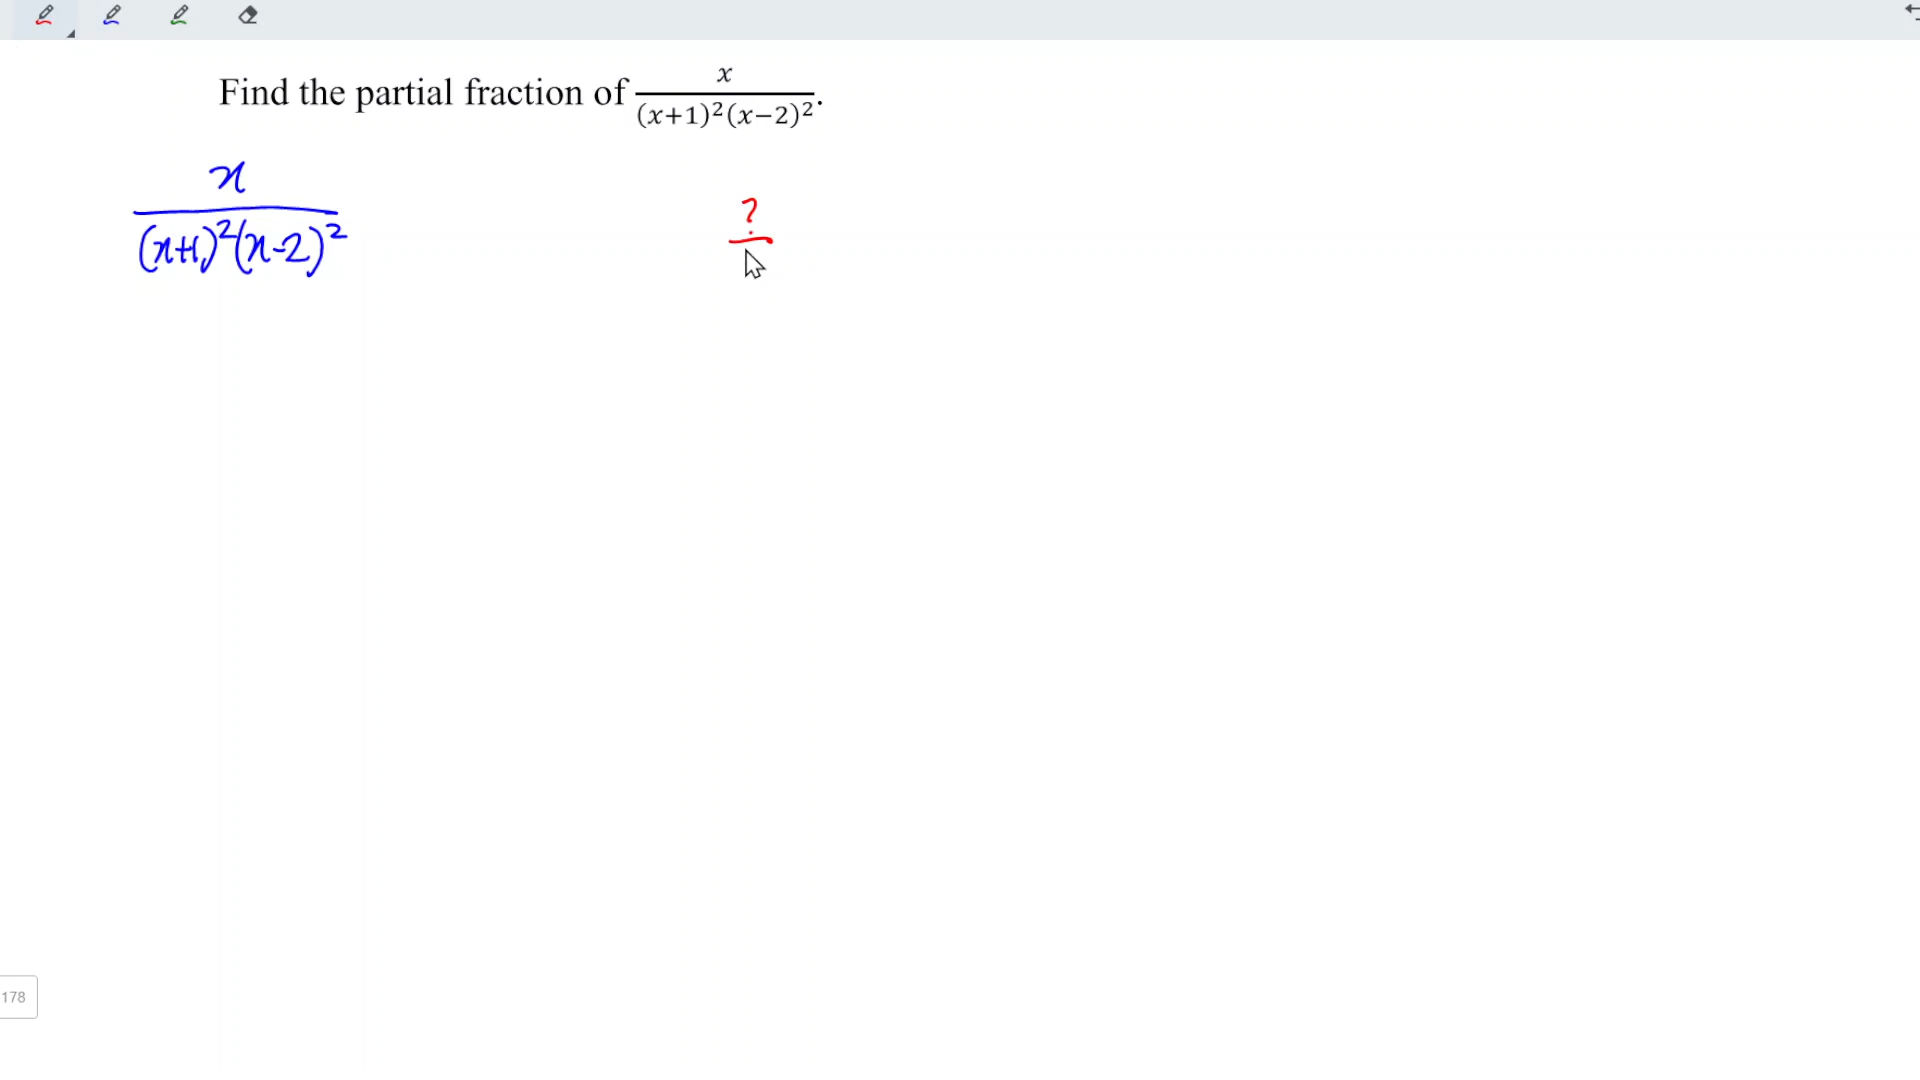 Find the partial fraction of x/((x+1)²(x−2)²).
x/((x+1)²(x-2)²)
?
178